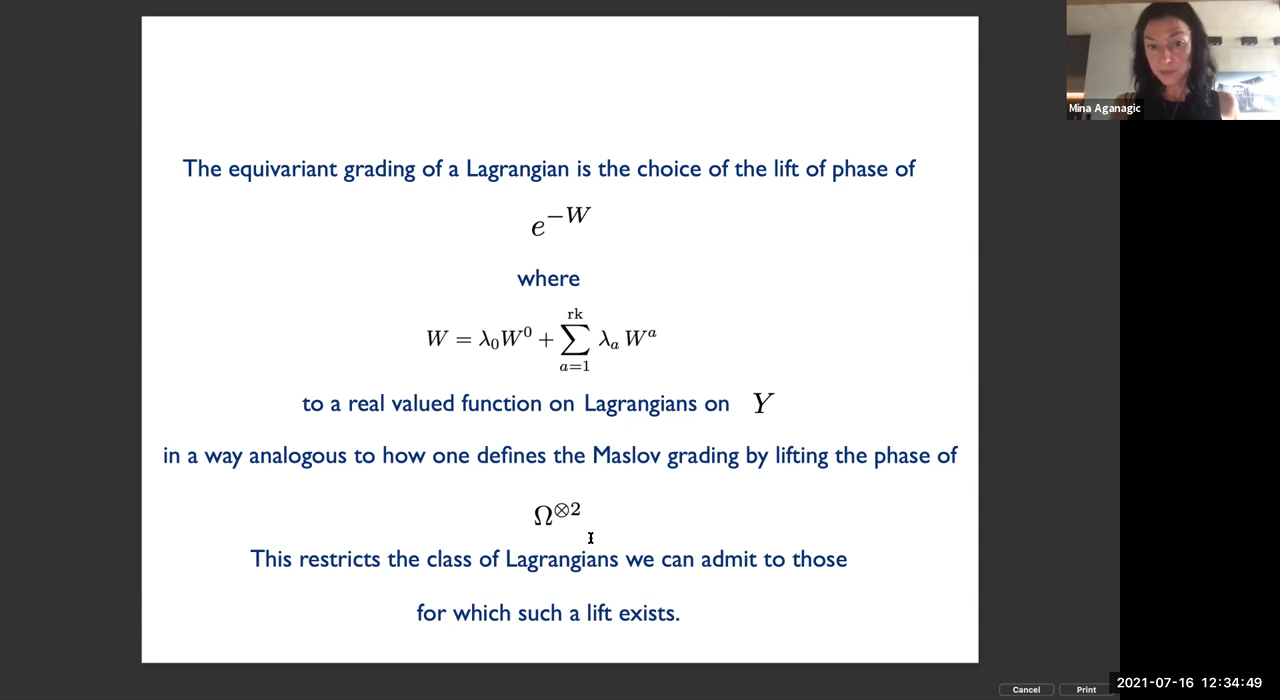 Mina Aganagic
The equivariant grading of a Lagrangian is the choice of the lift of phase of
e^{-W}
where
W = λ_0 W^0 + \sum_{a=1}^{rk} λ_a W^a
to a real valued function on Lagrangians on Y
in a way analogous to how one defines the Maslov grading by lifting the phase of
Ω^{⊗2}
This restricts the class of Lagrangians we can admit to those
for which such a lift exists.
Cancel Print 2021-07-16 12:34:49